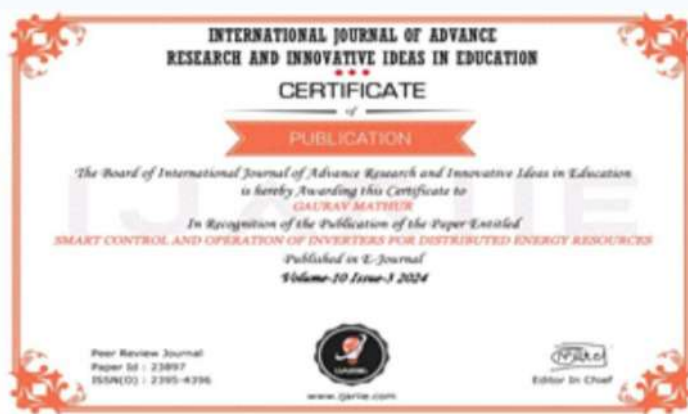 INTERNATIONAL JOURNAL OF ADVANCE
RESEARCH AND INNOVATIVE IDEAS IN EDUCATION
CERTIFICATE
of
PUBLICATION
The Board of International Journal of Advance Research and Innovative Ideas in Education
is hereby Awarding this Certificate to
GAURAV MATHUR
In Recognition of the Publication of the Paper Entitled
SMART CONTROL AND OPERATION OF INVERTERS FOR DISTRIBUTED ENERGY RESOURCES
Published in E-Journal
Volume-10 Issue-3 2024
IJARIIE
Peer Review Journal
Paper Id : 23897
ISSN(O) : 2395-4396
www.ijariie.com
Editor In Chief